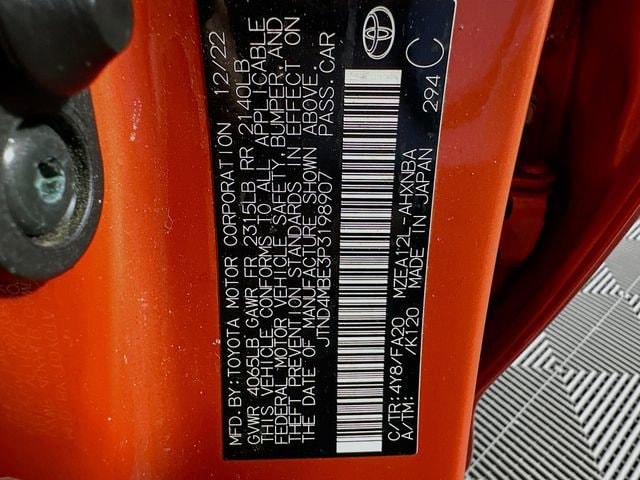 MFD. BY: TOYOTA MOTOR CORPORATION 12/22
GVWR 4065LB GAWR FR 2315LB RR 2140LB
THIS VEHICLE CONFORMS TO ALL APPLICABLE
FEDERAL MOTOR VEHICLE SAFETY, BUMPER, AND
THEFT PREVENTION STANDARDS IN EFFECT ON
THE DATE OF MANUFACTURE SHOWN ABOVE.
JTND4MBE3P3198907 PASS. CAR
C/TR: 4Y8/FA20 MZEA12L-AHXNBA
A/TM: /K120 MADE IN JAPAN
294 C